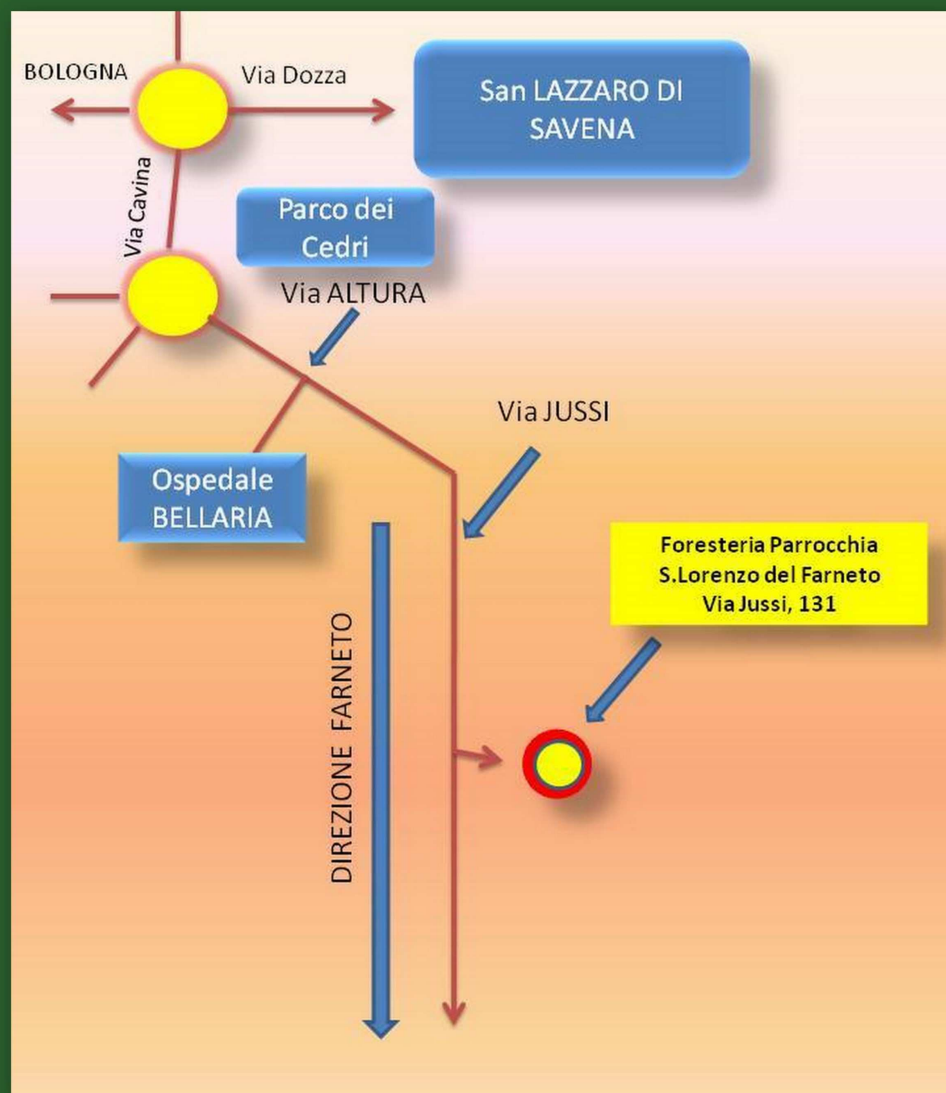 BOLOGNA
Via Dozza
San LAZZARO DI
SAVENA
Via Cavina
Parco dei
Cedri
Via ALTURA
Via JUSSI
Ospedale
BELLARIA
Foresteria Parrocchia
S.Lorenzo del Farneto
Via Jussi, 131
DIREZIONE FARNETO